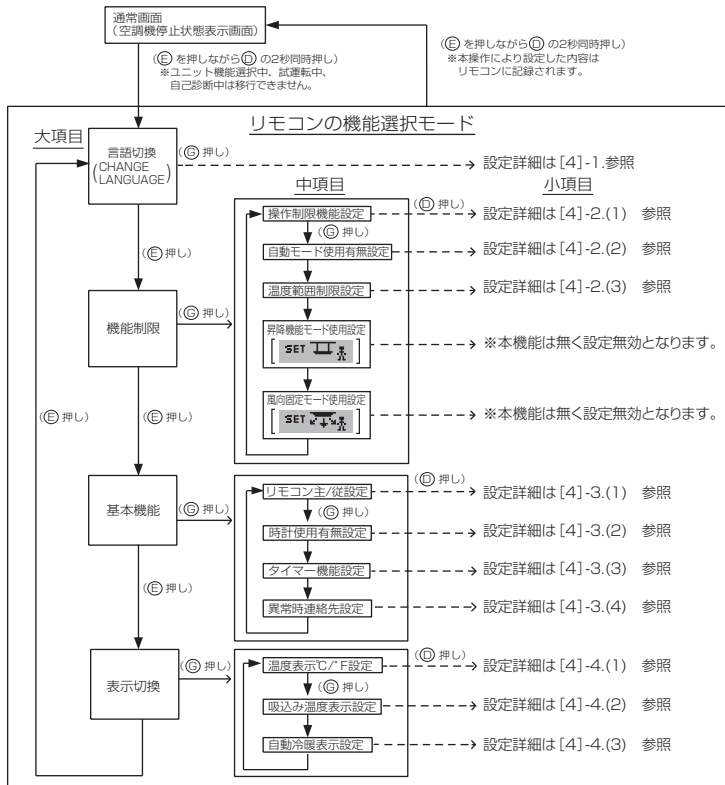 通常画面
(空調機停止状態表示画面)
(Ⓔ を押しながらⒹ の2秒同時押し)
※ユニット機能選択中、試運転中、
自己診断中は移行できません。
(Ⓔ を押しながらⒹ の2秒同時押し)
※本操作により設定した内容は
リモコンに記録されます。
リモコンの機能選択モード
大項目
言語切換
(CHANGE
LANGUAGE)
(Ⓖ 押し)
設定詳細は[4]-1.参照
中項目
小項目
(Ⓔ 押し)
機能制限
(Ⓖ 押し)
操作制限機能設定
(Ⓓ 押し)
設定詳細は[4]-2.(1) 参照
(Ⓖ 押し)
自動モード使用有無設定
設定詳細は[4]-2.(2) 参照
温度範囲制限設定
設定詳細は[4]-2.(3) 参照
昇降機能モード使用設定
[ SET ]
※本機能は無く設定無効となります。
風向固定モード使用設定
[ SET ]
※本機能は無く設定無効となります。
(Ⓔ 押し)
(Ⓔ 押し)
基本機能
(Ⓖ 押し)
リモコン主/従設定
(Ⓓ 押し)
設定詳細は[4]-3.(1) 参照
(Ⓖ 押し)
時計使用有無設定
設定詳細は[4]-3.(2) 参照
タイマー機能設定
設定詳細は[4]-3.(3) 参照
異常時連絡先設定
設定詳細は[4]-3.(4) 参照
(Ⓔ 押し)
表示切換
(Ⓖ 押し)
温度表示℃/°F設定
(Ⓓ 押し)
設定詳細は[4]-4.(1) 参照
(Ⓖ 押し)
吸込み温度表示設定
設定詳細は[4]-4.(2) 参照
自動冷暖表示設定
設定詳細は[4]-4.(3) 参照